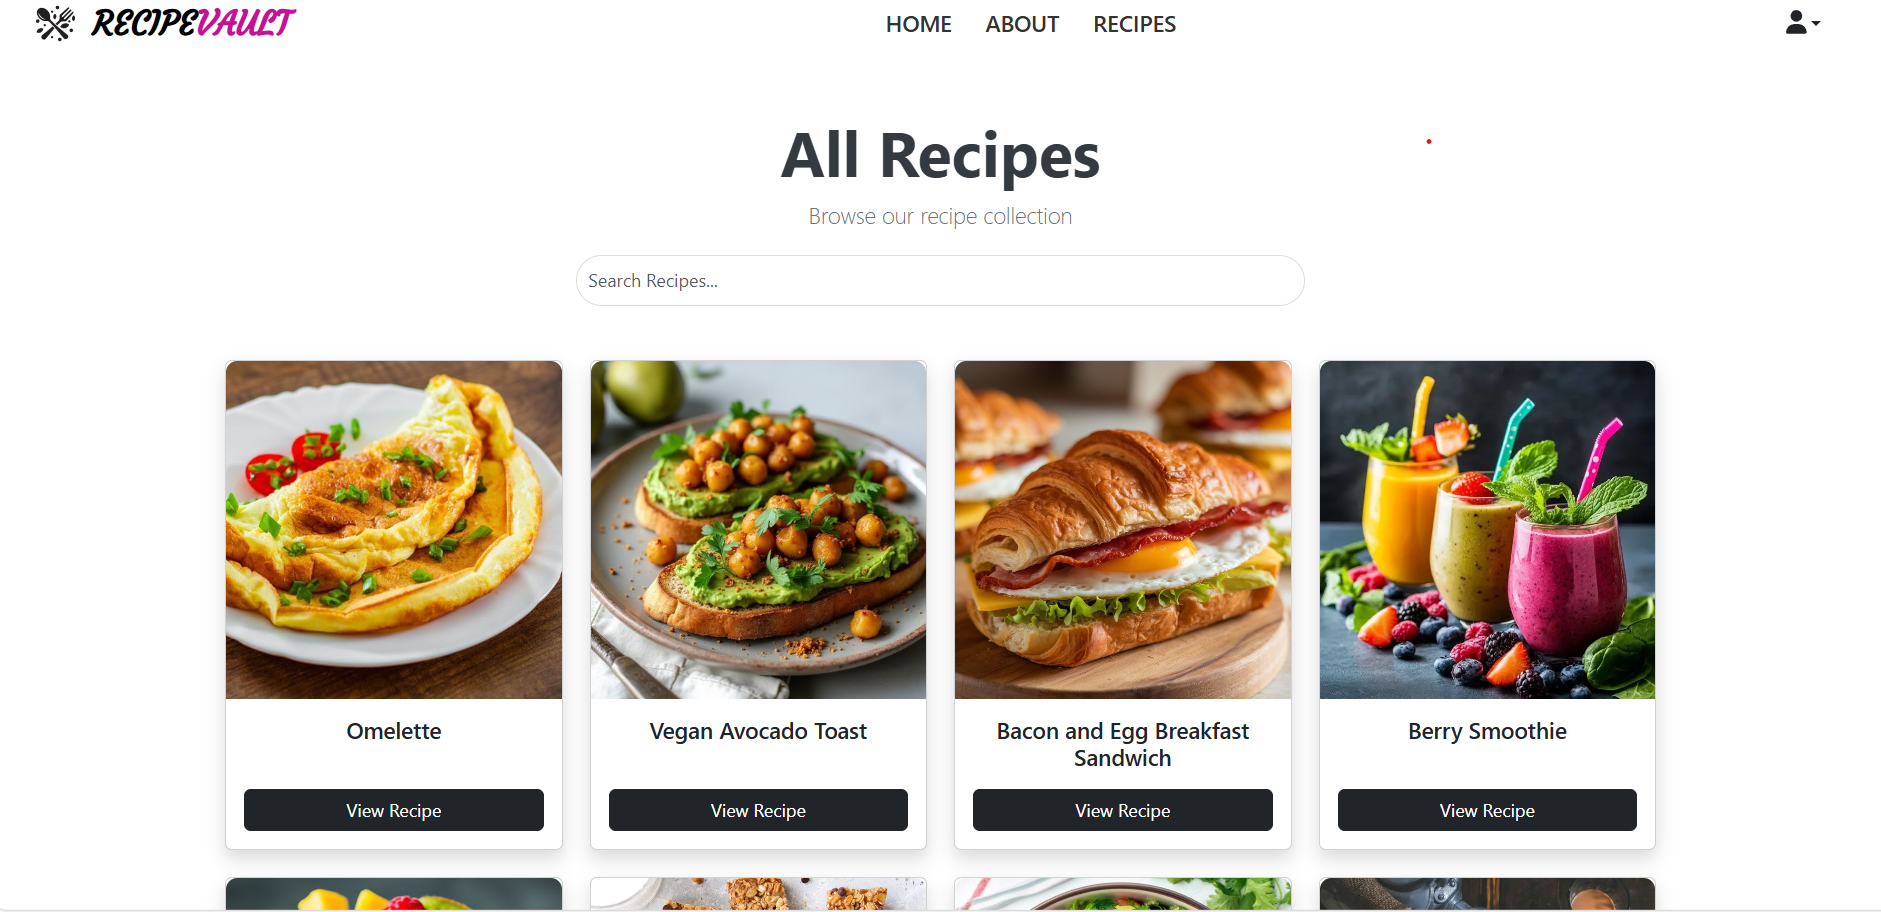 RECIPEVAULT
HOME ABOUT RECIPES
All Recipes
Browse our recipe collection
Search Recipes...
Omelette
Vegan Avocado Toast
Bacon and Egg Breakfast
Sandwich
Berry Smoothie
View Recipe
View Recipe
View Recipe
View Recipe